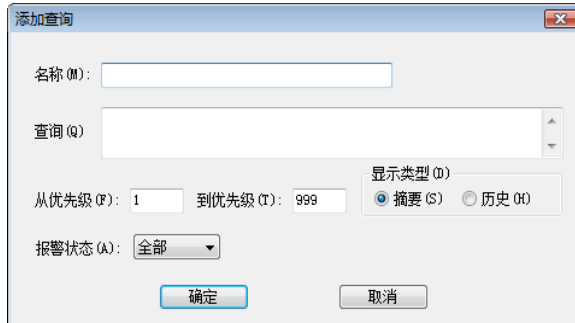 添加查询
名称(M):
查询(Q)
显示类型(D)
从优先级(F): 1 到优先级(T): 999 摘要(S) 历史(H)
报警状态(A): 全部
确定 取消